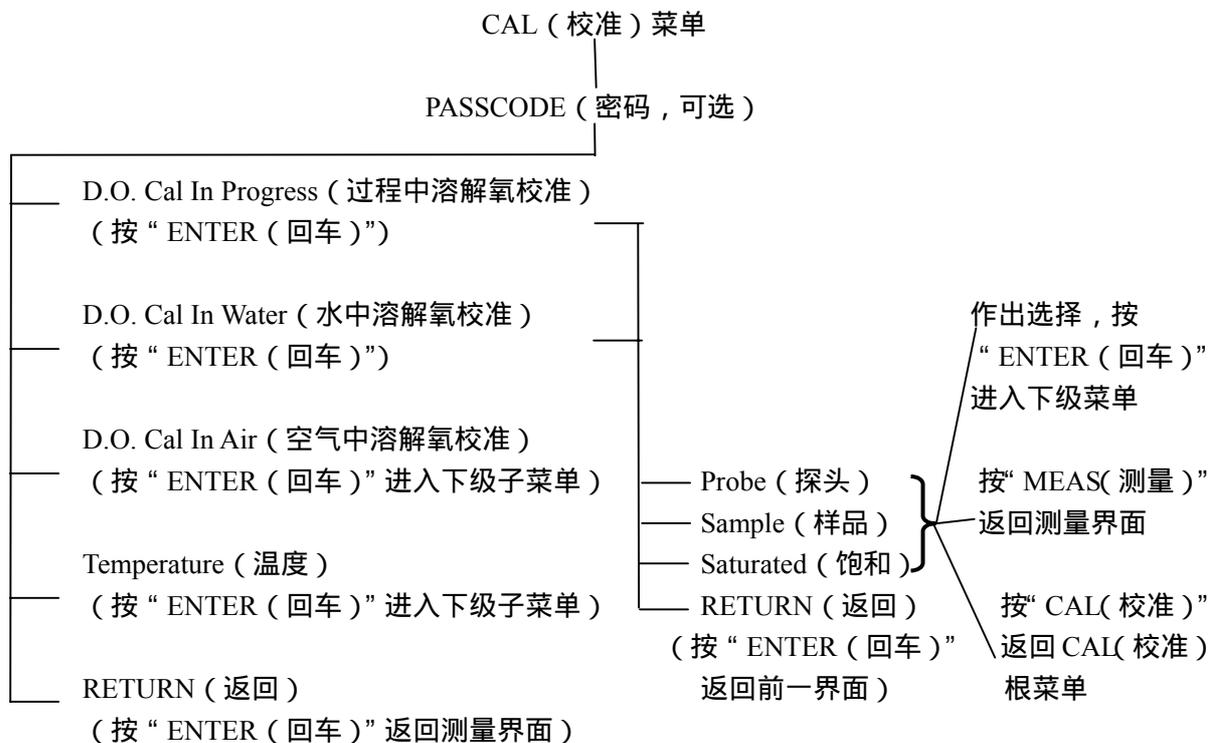 CAL（校准）菜单
PASSCODE（密码，可选）
D.O. Cal In Progress（过程中溶解氧校准）
（按“ENTER（回车）”）
D.O. Cal In Water（水中溶解氧校准）
（按“ENTER（回车）”）
D.O. Cal In Air（空气中溶解氧校准）
（按“ENTER（回车）”进入下级子菜单）
Temperature（温度）
（按“ENTER（回车）”进入下级子菜单）
RETURN（返回）
（按“ENTER（回车）”返回测量界面）
Probe（探头）
Sample（样品）
Saturated（饱和）
RETURN（返回）
（按“ENTER（回车）”
返回前一界面）
作出选择，按
“ENTER（回车）”
进入下级菜单
按“MEAS（测量）”
返回测量界面
按“CAL（校准）”
返回 CAL（校准）
根菜单